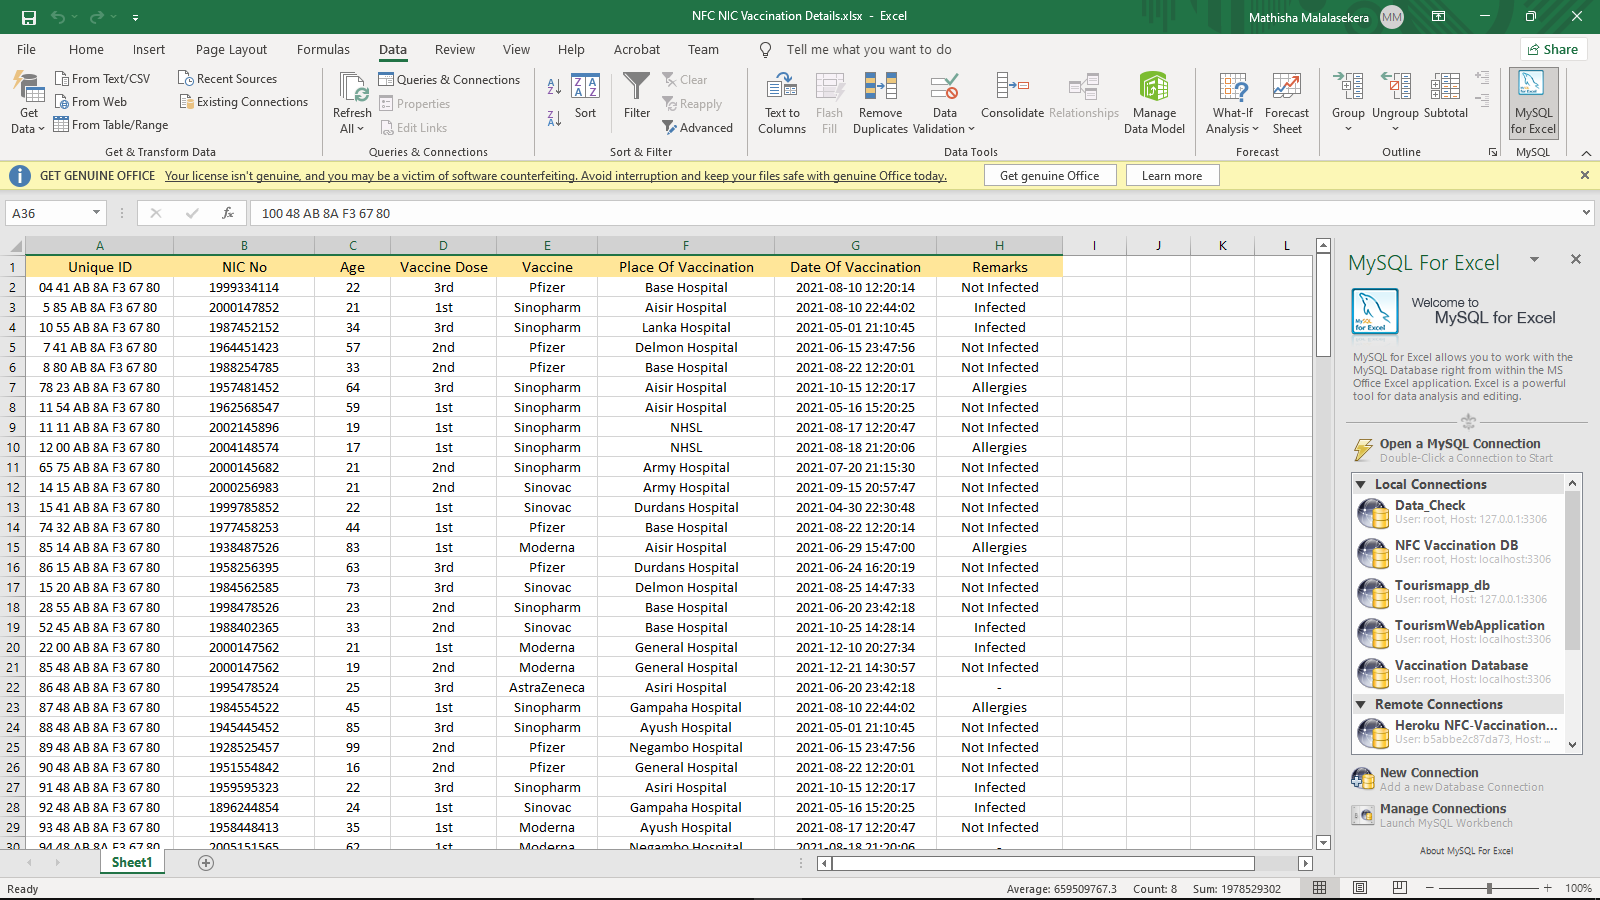 NFC NIC Vaccination Details.xlsx - Excel
Mathisha Malalasekera MM
File Home Insert Page Layout Formulas Data Review View Help Acrobat Team Tell me what you want to do Share
Get Data
From Text/CSV
From Web
From Table/Range
Recent Sources
Existing Connections
Refresh All
Queries & Connections
Properties
Edit Links
Sort
Filter
Clear
Reapply
Advanced
Text to Columns
Flash Fill
Remove Duplicates
Data Validation
Consolidate
Relationships
Manage Data Model
What-If Analysis
Forecast Sheet
Group
Ungroup
Subtotal
MySQL for Excel
Get & Transform Data Queries & Connections Sort & Filter Data Tools Forecast Outline MySQL
GET GENUINE OFFICE Your license isn't genuine, and you may be a victim of software counterfeiting. Avoid interruption and keep your files safe with genuine Office today. Get genuine Office Learn more
A36 fx 100 48 AB 8A F3 67 80
A B C D E F G H I J K L
1 Unique ID NIC No Age Vaccine Dose Vaccine Place Of Vaccination Date Of Vaccination Remarks
2 04 41 AB 8A F3 67 80 1999334114 22 3rd Pfizer Base Hospital 2021-08-10 12:20:14 Not Infected
3 5 85 AB 8A F3 67 80 2000147852 21 1st Sinopharm Aisir Hospital 2021-08-10 22:44:02 Infected
4 10 55 AB 8A F3 67 80 1987452152 34 3rd Sinopharm Lanka Hospital 2021-05-01 21:10:45 Infected
5 7 41 AB 8A F3 67 80 1964451423 57 2nd Pfizer Delmon Hospital 2021-06-15 23:47:56 Not Infected
6 8 80 AB 8A F3 67 80 1988254785 33 2nd Pfizer Base Hospital 2021-08-22 12:20:01 Not Infected
7 78 23 AB 8A F3 67 80 1957481452 64 3rd Sinopharm Aisir Hospital 2021-10-15 12:20:17 Allergies
8 11 54 AB 8A F3 67 80 1962568547 59 1st Sinopharm Aisir Hospital 2021-05-16 15:20:25 Not Infected
9 11 11 AB 8A F3 67 80 2002145896 19 1st Sinopharm NHSL 2021-08-17 12:20:47 Not Infected
10 12 00 AB 8A F3 67 80 2004148574 17 1st Sinopharm NHSL 2021-08-18 21:20:06 Allergies
11 65 75 AB 8A F3 67 80 2000145682 21 2nd Sinopharm Army Hospital 2021-07-20 21:15:30 Not Infected
12 14 15 AB 8A F3 67 80 2000256983 21 2nd Sinovac Army Hospital 2021-09-15 20:57:47 Not Infected
13 15 41 AB 8A F3 67 80 1999785852 22 1st Sinovac Durdans Hospital 2021-04-30 22:30:48 Not Infected
14 74 32 AB 8A F3 67 80 1977458253 44 1st Pfizer Base Hospital 2021-08-22 12:20:14 Not Infected
15 85 14 AB 8A F3 67 80 1938487526 83 1st Moderna Aisir Hospital 2021-06-29 15:47:00 Allergies
16 86 15 AB 8A F3 67 80 1958256395 63 3rd Pfizer Durdans Hospital 2021-06-24 16:20:19 Not Infected
17 15 20 AB 8A F3 67 80 1984562585 73 3rd Sinovac Delmon Hospital 2021-08-25 14:47:33 Not Infected
18 28 55 AB 8A F3 67 80 1998478526 23 2nd Sinopharm Base Hospital 2021-06-20 23:42:18 Not Infected
19 52 45 AB 8A F3 67 80 1988402365 33 2nd Sinovac Base Hospital 2021-10-25 14:28:14 Infected
20 22 00 AB 8A F3 67 80 2000147562 21 1st Moderna General Hospital 2021-12-10 20:27:34 Infected
21 85 48 AB 8A F3 67 80 2000147562 19 2nd Moderna General Hospital 2021-12-21 14:30:57 Not Infected
22 86 48 AB 8A F3 67 80 1995478524 25 3rd AstraZeneca Asiri Hospital 2021-06-20 23:42:18 -
23 87 48 AB 8A F3 67 80 1984554522 45 1st Sinopharm Gampaha Hospital 2021-08-10 22:44:02 Allergies
24 88 48 AB 8A F3 67 80 1945445452 85 3rd Sinopharm Ayush Hospital 2021-05-01 21:10:45 Not Infected
25 89 48 AB 8A F3 67 80 1928525457 99 2nd Pfizer Negambo Hospital 2021-06-15 23:47:56 Not Infected
26 90 48 AB 8A F3 67 80 1951554842 16 2nd Pfizer General Hospital 2021-08-22 12:20:01 Not Infected
27 91 48 AB 8A F3 67 80 1959595323 22 3rd Sinopharm Asiri Hospital 2021-10-15 12:20:17 Infected
28 92 48 AB 8A F3 67 80 1896244854 24 1st Sinovac Gampaha Hospital 2021-05-16 15:20:25 Infected
29 93 48 AB 8A F3 67 80 1958448413 35 1st Moderna Ayush Hospital 2021-08-17 12:20:47 Not Infected
30 94 48 AB 8A F3 67 80 2005151565 62 1st Moderna Negambo Hospital 2021-08-18 21:20:06 -
MySQL For Excel
Welcome to
MySQL for Excel
MySQL for Excel allows you to work with the
MySQL Database right from within the MS
Office Excel application. Excel is a powerful
tool for data analysis and editing.
Open a MySQL Connection
Double-Click a Connection to Start
Local Connections
Data_Check
User: root, Host: 127.0.0.1:3306
NFC Vaccination DB
User: root, Host: localhost:3306
Tourismapp_db
User: root, Host: 127.0.0.1:3306
TourismWebApplication
User: root, Host: localhost:3306
Vaccination Database
User: root, Host: localhost:3306
Remote Connections
Heroku NFC-Vaccination...
User: b5abbe2c87da73, Host: ...
New Connection
Add a new Database Connection
Manage Connections
Launch MySQL Workbench
About MySQL For Excel
Sheet1
Ready Average: 659509767.3 Count: 8 Sum: 1978529302 100%